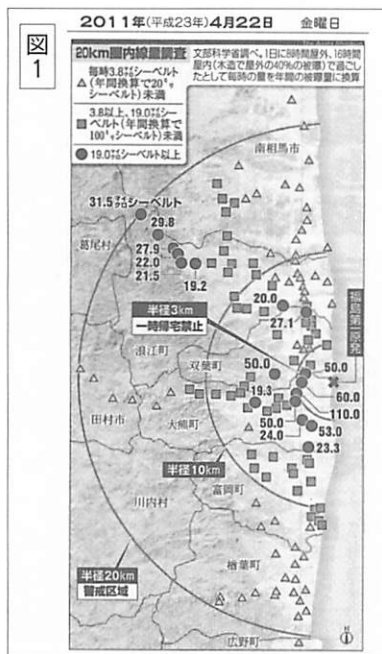 図
1
2011年(平成23年)4月22日 金曜日
20km圏内線量調査
文部科学省調べ。1日に8時間屋外、16時間
屋内(木造で屋外の40%の被曝)で過ごし
たとして毎時の量を年間の被曝量に換算
毎時3.8マイクロシーベルト
(年間換算で20ミリ
シーベルト)未満
3.8以上、19.0マイクロシー
ベルト(年間換算で
100ミリシーベルト)未満
19.0マイクロシーベルト以上
南相馬市
31.5マイクロシーベルト
29.8
葛尾村
27.9
22.0
21.5
19.2
20.0
27.1
半径3km
一時帰宅禁止
福島第一原発
浪江町
双葉町
50.0
50.0
19.3
60.0
110.0
田村市
大熊町
50.0
24.0
53.0
23.3
半径10km
富岡町
川内村
半径20km
警戒区域
楢葉町
広野町